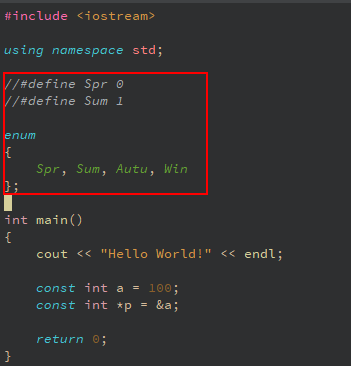 #include <iostream>
using namespace std;
//#define Spr 0
//#define Sum 1
enum
{
    Spr, Sum, Autu, Win
};
int main()
{
    cout << "Hello World!" << endl;
    const int a = 100;
    const int *p = &a;
    return 0;
}